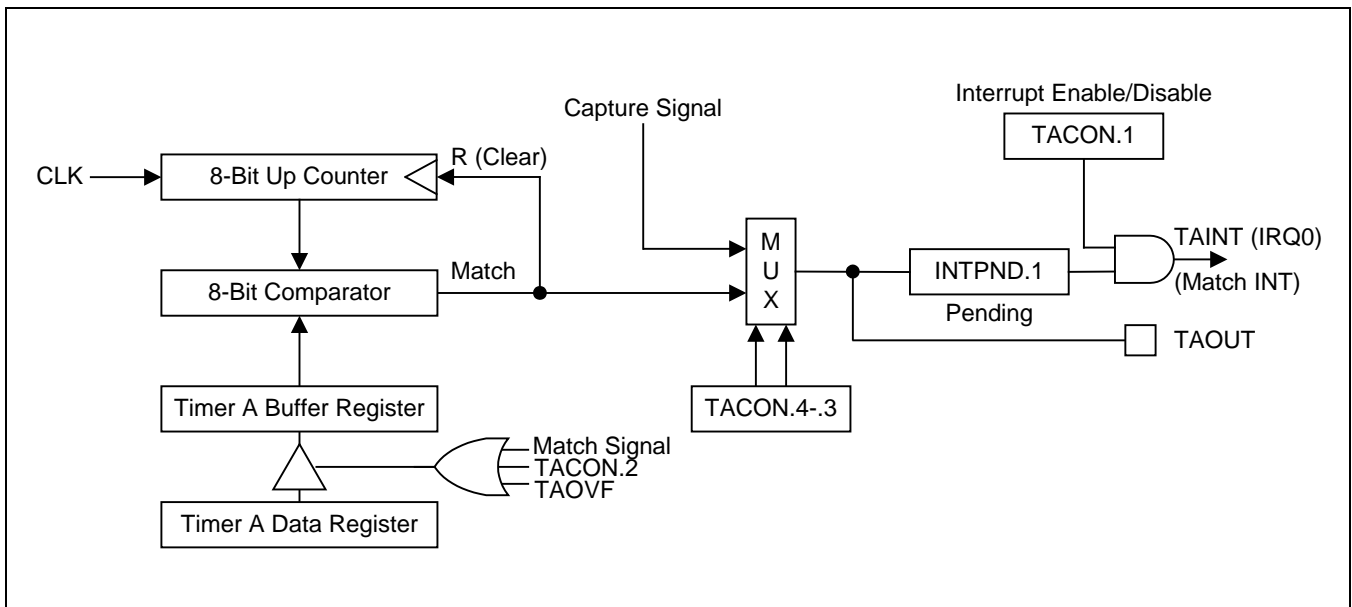 Interrupt Enable/Disable
Capture Signal
TACON.1
R (Clear)
CLK
8-Bit Up Counter
M
U
X
TAINT (IRQ0)
Match
INTPND.1
8-Bit Comparator
(Match INT)
Pending
TAOUT
Timer A Buffer Register
TACON.4-.3
Match Signal
TACON.2
TAOVF
Timer A Data Register